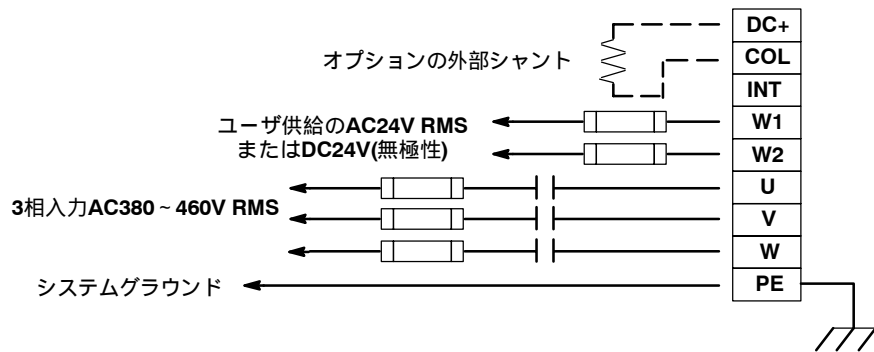 DC+
オプションの外部シャント
COL
INT
ユーザ供給のAC24V RMS
またはDC24V(無極性)
W1
W2
3相入力AC380~460V RMS
U
V
W
システムグラウンド
PE